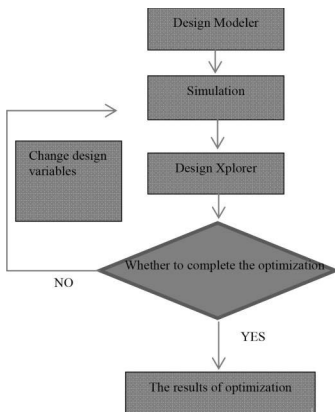 Design Modeler
Simulation
Change design
variables
Design Xplorer
Whether to complete the optimization
NO
YES
The results of optimization